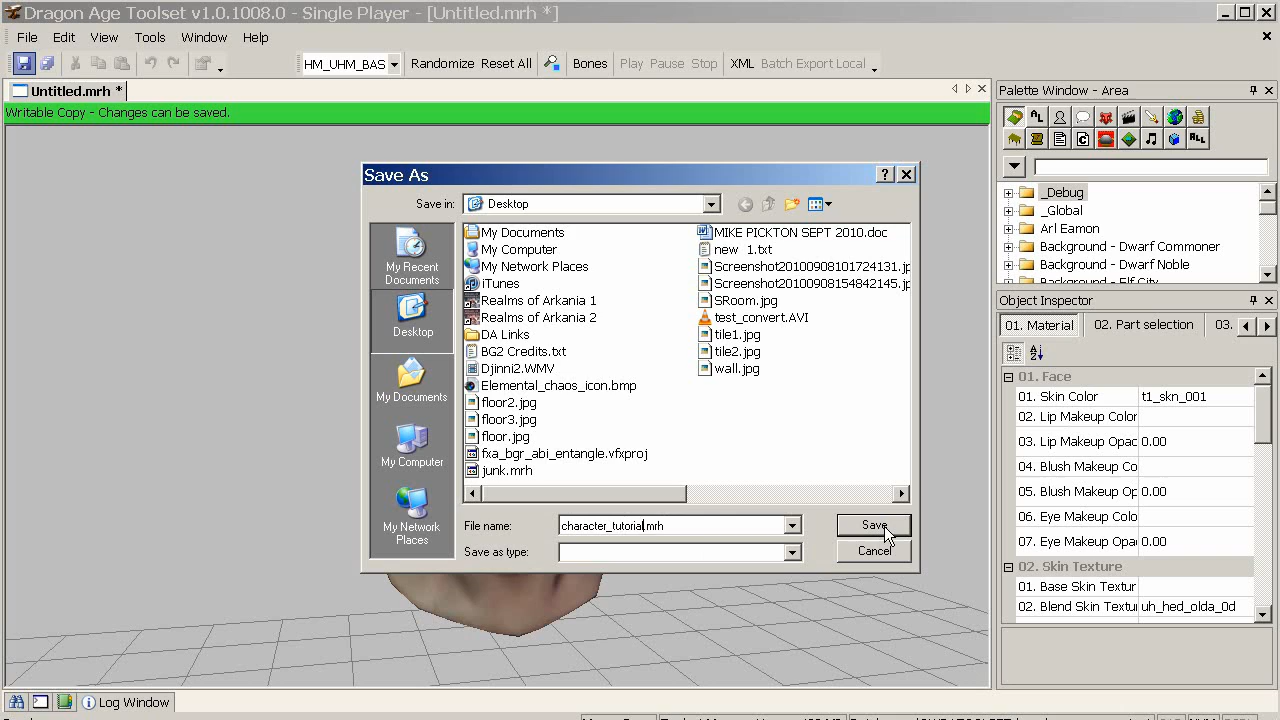 Dragon Age Toolset v1.0.1008.0 - Single Player - [Untitled.mrh *]
File Edit View Tools Window Help
HM_UHM_BAS Randomize Reset All Bones Play Pause Stop XML Batch Export Local
Untitled.mrh *
Writable Copy - Changes can be saved.
Save As
Save in: Desktop
My Recent Documents
Desktop
My Documents
My Computer
My Network Places
My Documents
My Computer
My Network Places
iTunes
Realms of Arkania 1
Realms of Arkania 2
DA Links
BG2 Credits.txt
Djinni2.WMV
Elemental_chaos_icon.bmp
floor2.jpg
floor3.jpg
floor.jpg
fxa_bgr_abi_entangle.vfxproj
junk.mrh
MIKE PICKTON SEPT 2010.doc
new 1.txt
Screenshot20100908101724131.jp
Screenshot20100908154842145.jp
SRoom.jpg
test_convert.AVI
tile1.jpg
tile2.jpg
wall.jpg
File name: character_tutorial.mrh Save
Save as type: Cancel
Palette Window - Area
_Debug
_Global
Arl Eamon
Background - Dwarf Commoner
Background - Dwarf Noble
Background - Elf City
Object Inspector
01. Material 02. Part selection 03.
01. Face
01. Skin Color t1_skn_001
02. Lip Makeup Color
03. Lip Makeup Opac 0.00
04. Blush Makeup Co
05. Blush Makeup Op 0.00
06. Eye Makeup Colo
07. Eye Makeup Opa 0.00
02. Skin Texture
01. Base Skin Textur
02. Blend Skin Textu uh_hed_olda_0d
Log Window